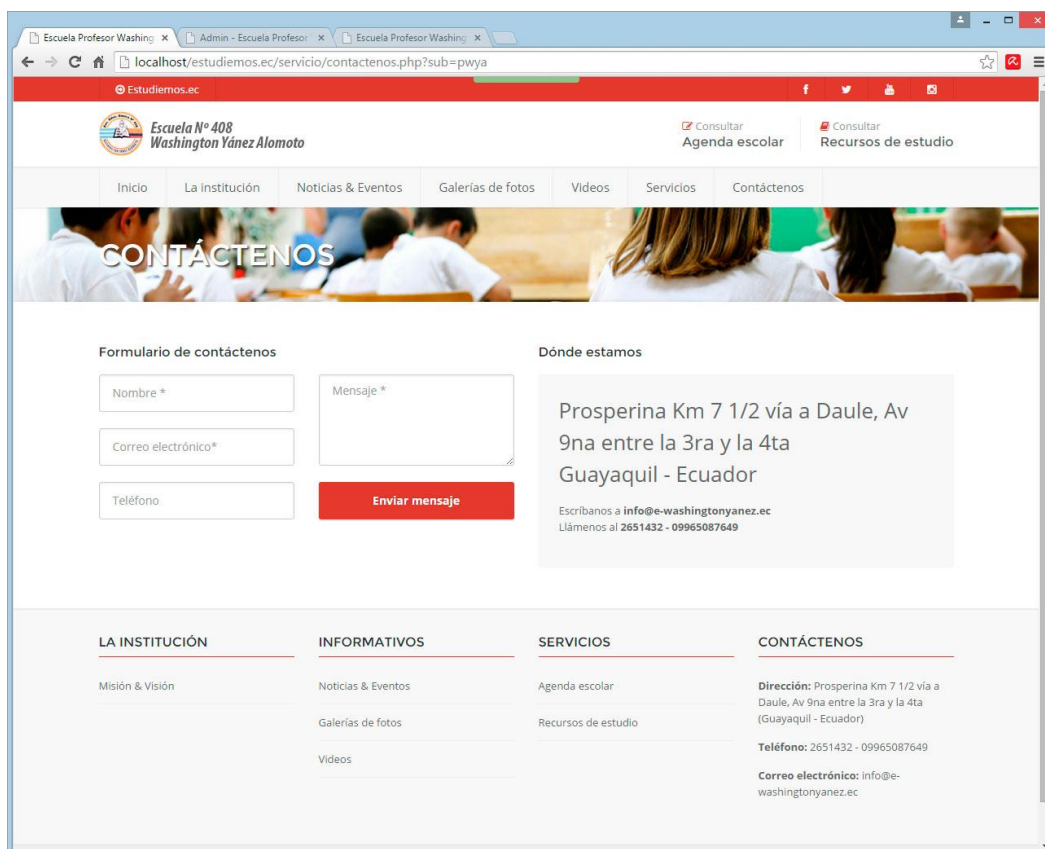 Escuela Profesor Washing
Admin - Escuela Profesor
Escuela Profesor Washing
localhost/estudiemos.ec/servicio/contactenos.php?sub=pwya
Estudiemos.ec
Escuela Nº 408
Washington Yánez Alomoto
Consultar
Agenda escolar
Consultar
Recursos de estudio
Inicio La institución Noticias & Eventos Galerías de fotos Videos Servicios Contáctenos
CONTÁCTENOS
Formulario de contáctenos
Nombre *
Correo electrónico*
Teléfono
Mensaje *
Enviar mensaje
Dónde estamos
Prosperina Km 7 1/2 vía a Daule, Av
9na entre la 3ra y la 4ta
Guayaquil - Ecuador
Escríbanos a info@e-washingtonyanez.ec
Llámenos al 2651432 - 09965087649
LA INSTITUCIÓN
Misión & Visión
INFORMATIVOS
Noticias & Eventos
Galerías de fotos
Videos
SERVICIOS
Agenda escolar
Recursos de estudio
CONTÁCTENOS
Dirección: Prosperina Km 7 1/2 vía a
Daule, Av 9na entre la 3ra y la 4ta
(Guayaquil - Ecuador)
Teléfono: 2651432 - 09965087649
Correo electrónico: info@e-
washingtonyanez.ec